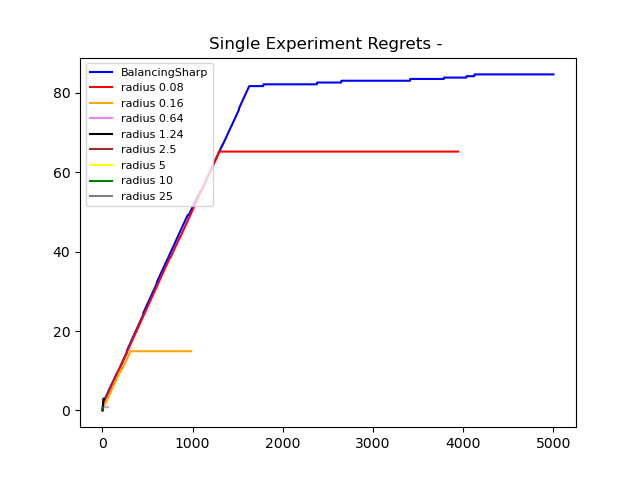 Single Experiment Regrets -
BalancingSharp
radius 0.08
radius 0.16
radius 0.64
radius 1.24
radius 2.5
radius 5
radius 10
radius 25
80
60
40
20
0
0 1000 2000 3000 4000 5000